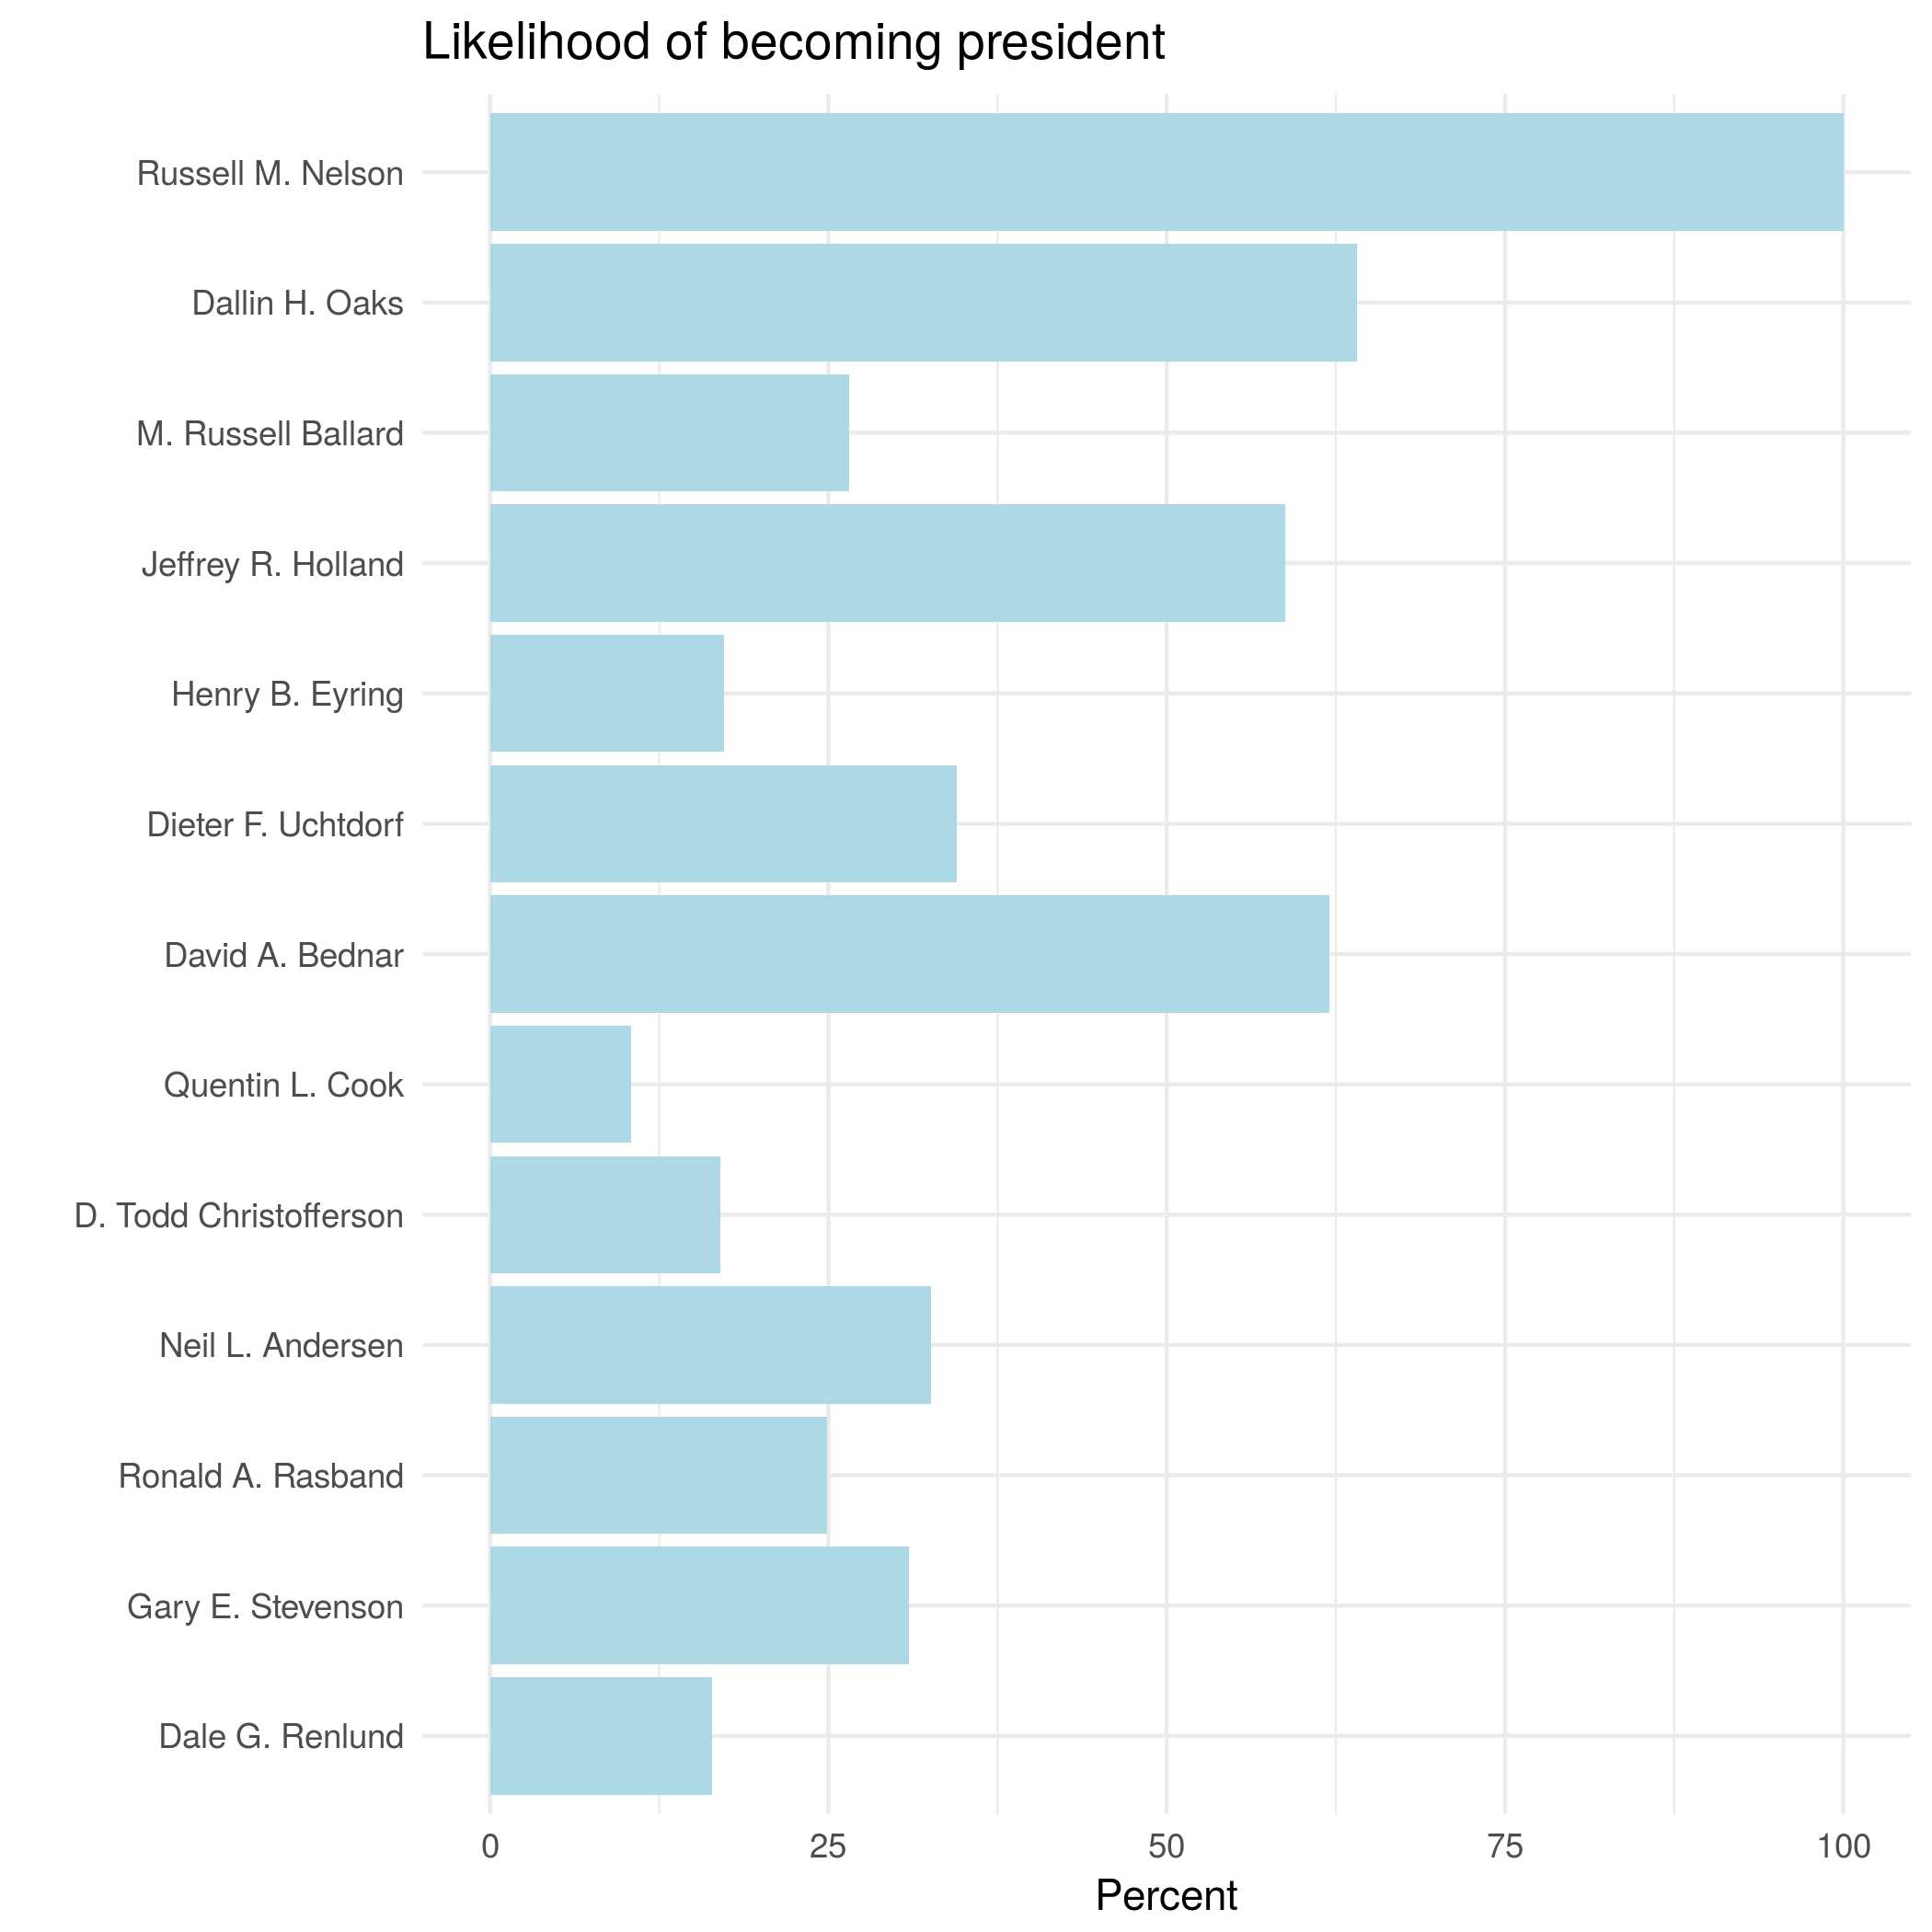 Likelihood of becoming president
Russell M. Nelson
Dallin H. Oaks
M. Russell Ballard
Jeffrey R. Holland
Henry B. Eyring
Dieter F. Uchtdorf
David A. Bednar
Quentin L. Cook
D. Todd Christofferson
Neil L. Andersen
Ronald A. Rasband
Gary E. Stevenson
Dale G. Renlund
0 25 50 75 100
Percent